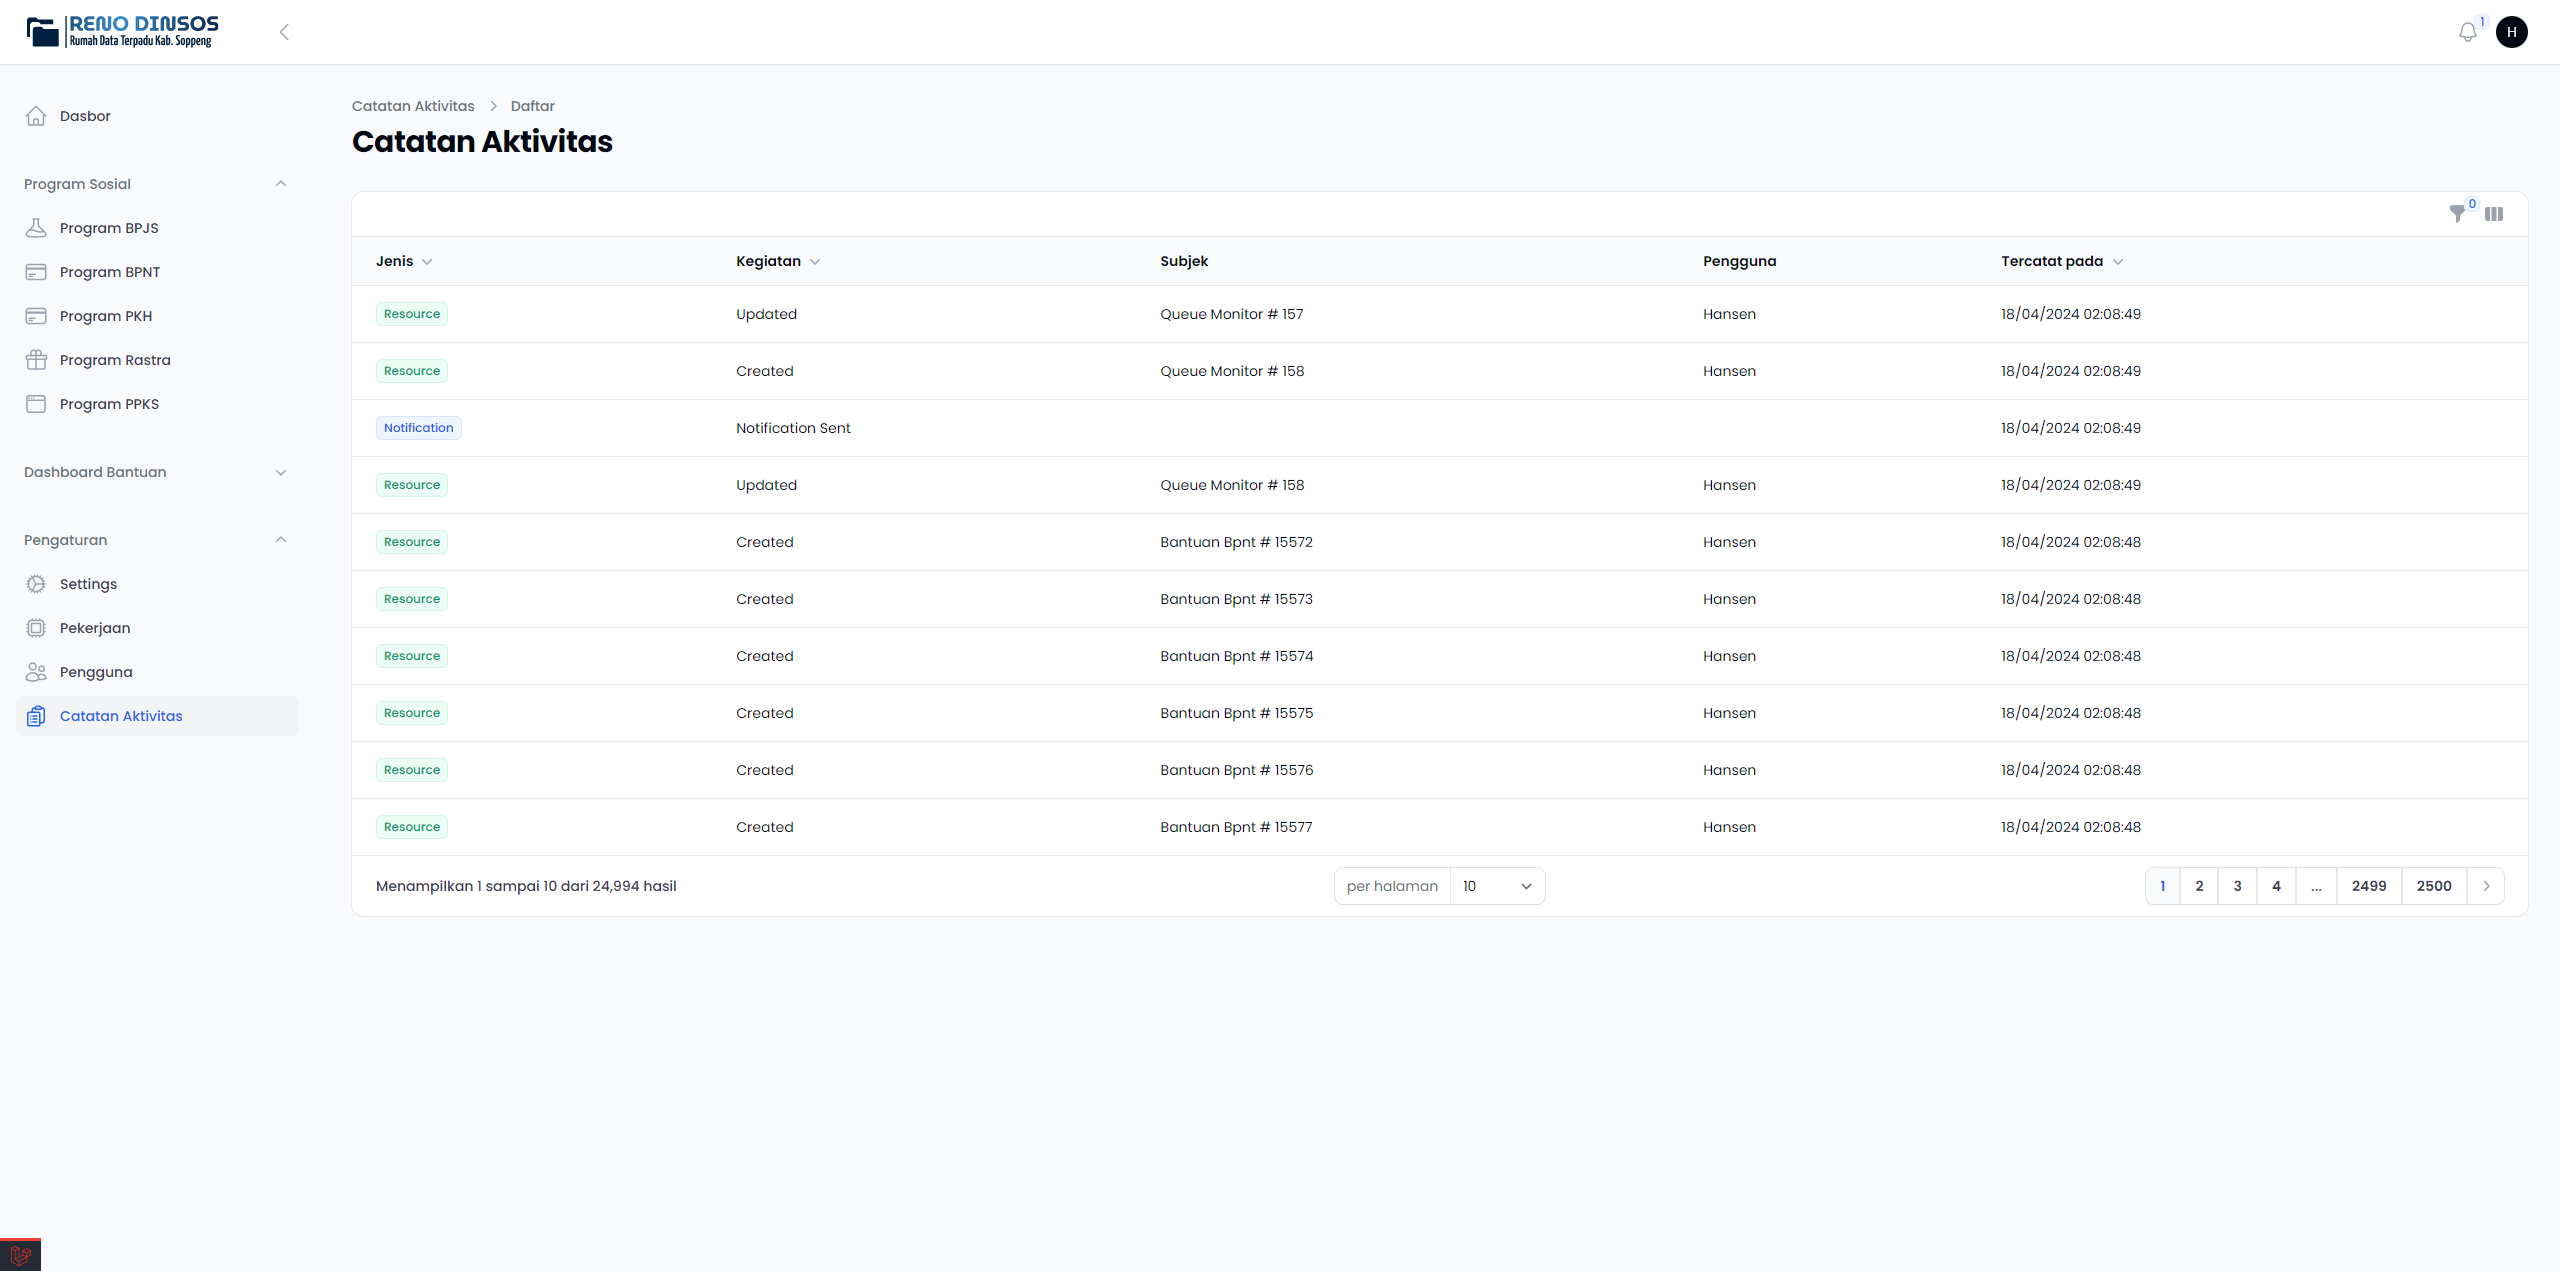 RENO DINSOS
Rumah Data Terpadu Kab. Soppeng
1
H
Dasbor
Program Sosial
Program BPJS
Program BPNT
Program PKH
Program Rastra
Program PPKS
Dashboard Bantuan
Pengaturan
Settings
Pekerjaan
Pengguna
Catatan Aktivitas
Catatan Aktivitas > Daftar
Catatan Aktivitas
0
Jenis Kegiatan Subjek Pengguna Tercatat pada
Resource Updated Queue Monitor # 157 Hansen 18/04/2024 02:08:49
Resource Created Queue Monitor # 158 Hansen 18/04/2024 02:08:49
Notification Notification Sent 18/04/2024 02:08:49
Resource Updated Queue Monitor # 158 Hansen 18/04/2024 02:08:49
Resource Created Bantuan Bpnt # 15572 Hansen 18/04/2024 02:08:48
Resource Created Bantuan Bpnt # 15573 Hansen 18/04/2024 02:08:48
Resource Created Bantuan Bpnt # 15574 Hansen 18/04/2024 02:08:48
Resource Created Bantuan Bpnt # 15575 Hansen 18/04/2024 02:08:48
Resource Created Bantuan Bpnt # 15576 Hansen 18/04/2024 02:08:48
Resource Created Bantuan Bpnt # 15577 Hansen 18/04/2024 02:08:48
Menampilkan 1 sampai 10 dari 24,994 hasil per halaman 10 1 2 3 4 ... 2499 2500